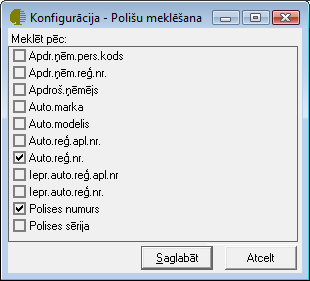 Konfigurācija - Polišu meklēšana
Meklēt pēc:
Apdr.ņēm.pers.kods
Apdr.ņēm.reģ.nr.
Apdroš.ņēmējs
Auto.marka
Auto.modelis
Auto.reģ.apl.nr
Auto.reģ.nr.
Iepr.auto.reģ.apl.nr
Iepr.auto.reģ.nr.
Polises numurs
Polises sērija
Saglabāt
Atcelt